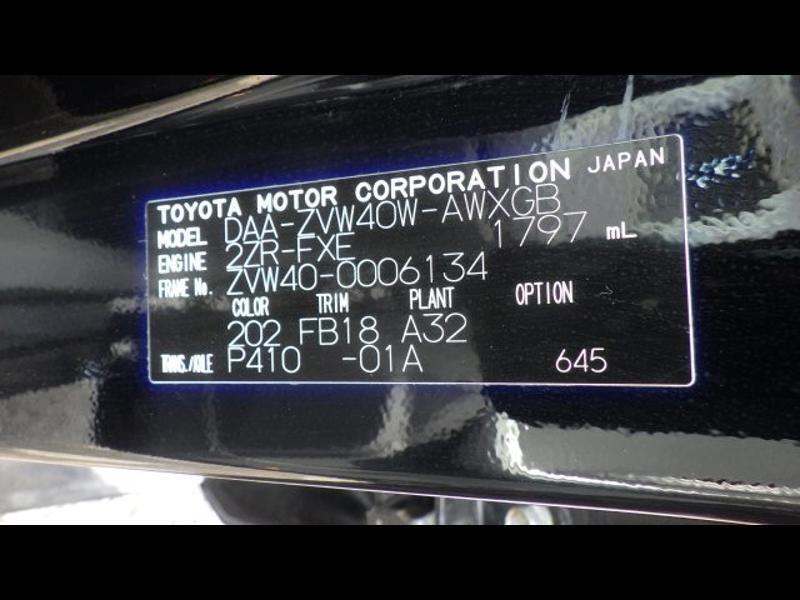 TOYOTA MOTOR CORPORATION JAPAN
MODEL DAA-ZVW40W-AWXGB
ENGINE 2ZR-FXE 1797 mL
FRAME No. ZVW40-0006134
COLOR TRIM PLANT OPTION
202 FB18 A32
TRANS./AXLE P410 -01A 645